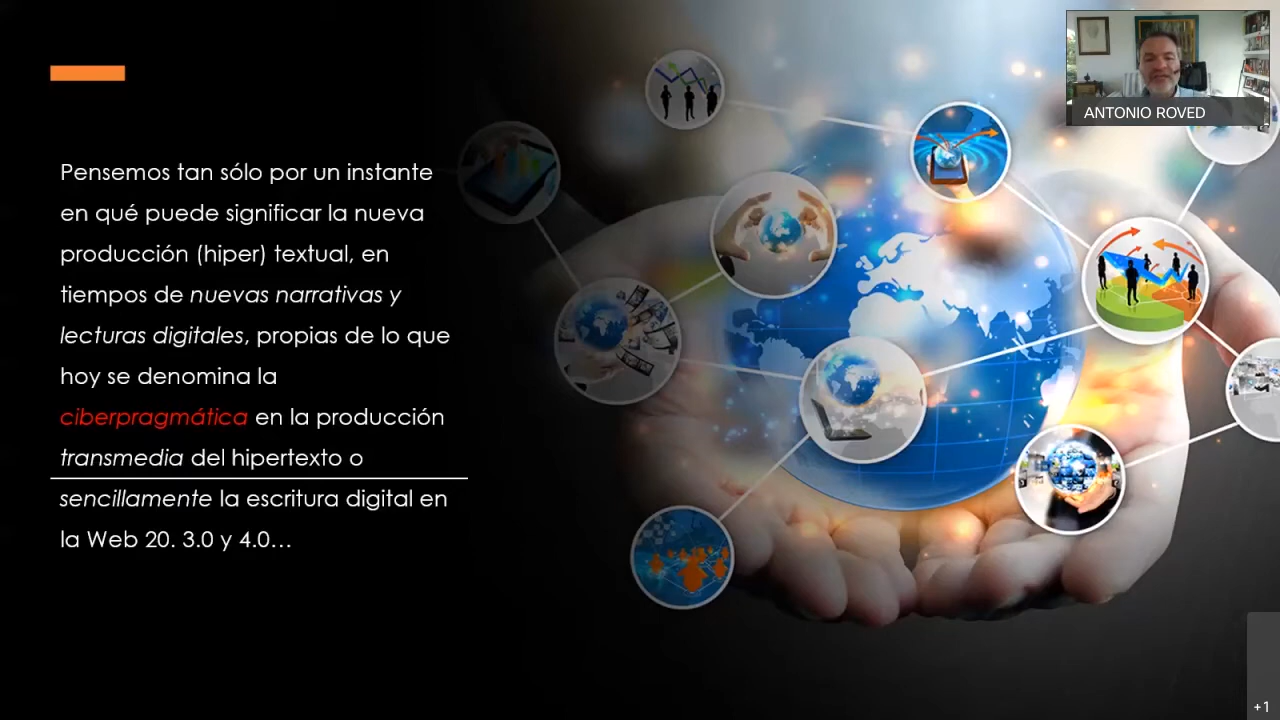 ANTONIO ROVED
Pensemos tan sólo por un instante
en qué puede significar la nueva
producción (hiper) textual, en
tiempos de nuevas narrativas y
lecturas digitales, propias de lo que
hoy se denomina la
ciberpragmática en la producción
transmedia del hipertexto o
sencillamente la escritura digital en
la Web 20. 3.0 y 4.0…
+1